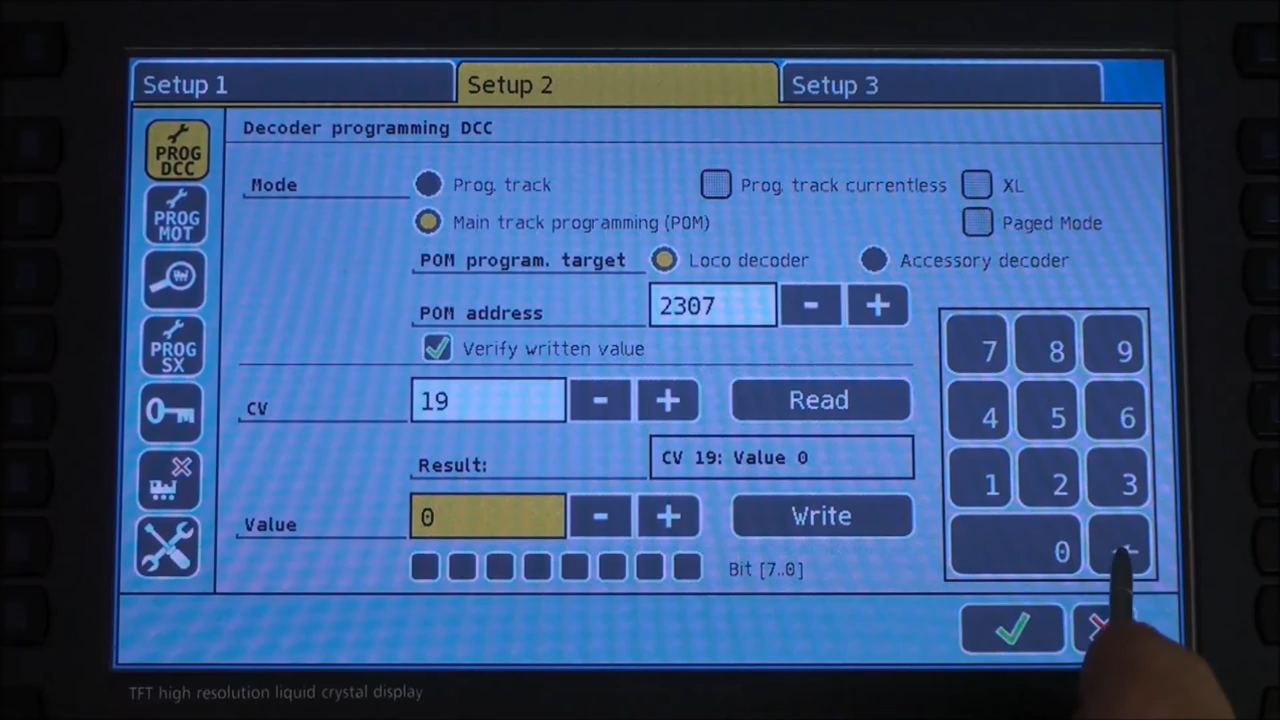 Setup 1 Setup 2 Setup 3
PROG DCC
Decoder programming DCC
Mode Prog. track Prog. track currentless XL
PROG MOT
Main track programming (POM) Paged Mode
POM program. target Loco decoder Accessory decoder
POM address 2307 - +
PROG SX
Verify written value
7 8 9
CV 19 - + Read
4 5 6
Result: CV 19: Value 0
1 2 3
Value 0 - + Write
0 ←
Bit [7..0]
TFT high resolution liquid crystal display